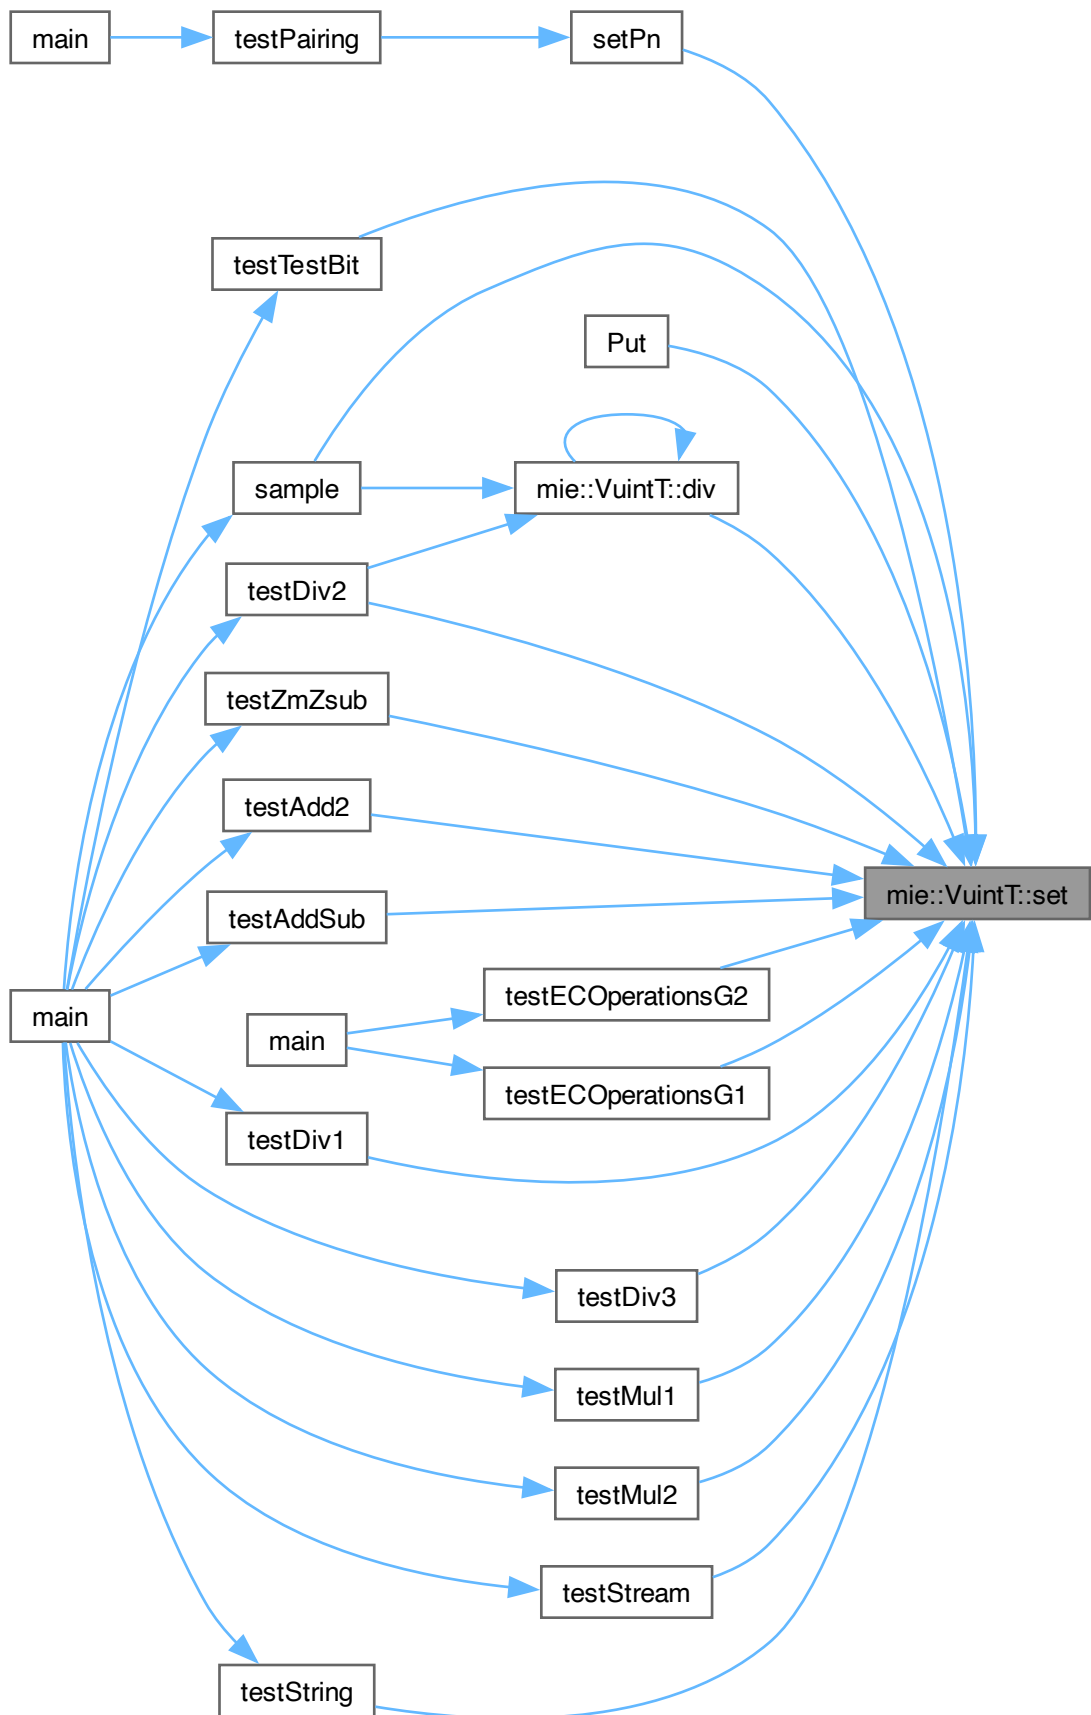 main
testPairing
setPn
testTestBit
Put
sample
mie::VuintT::div
testDiv2
testZmZsub
testAdd2
mie::VuintT::set
testAddSub
testECOperationsG2
main
main
testECOperationsG1
testDiv1
testDiv3
testMul1
testMul2
testStream
testString